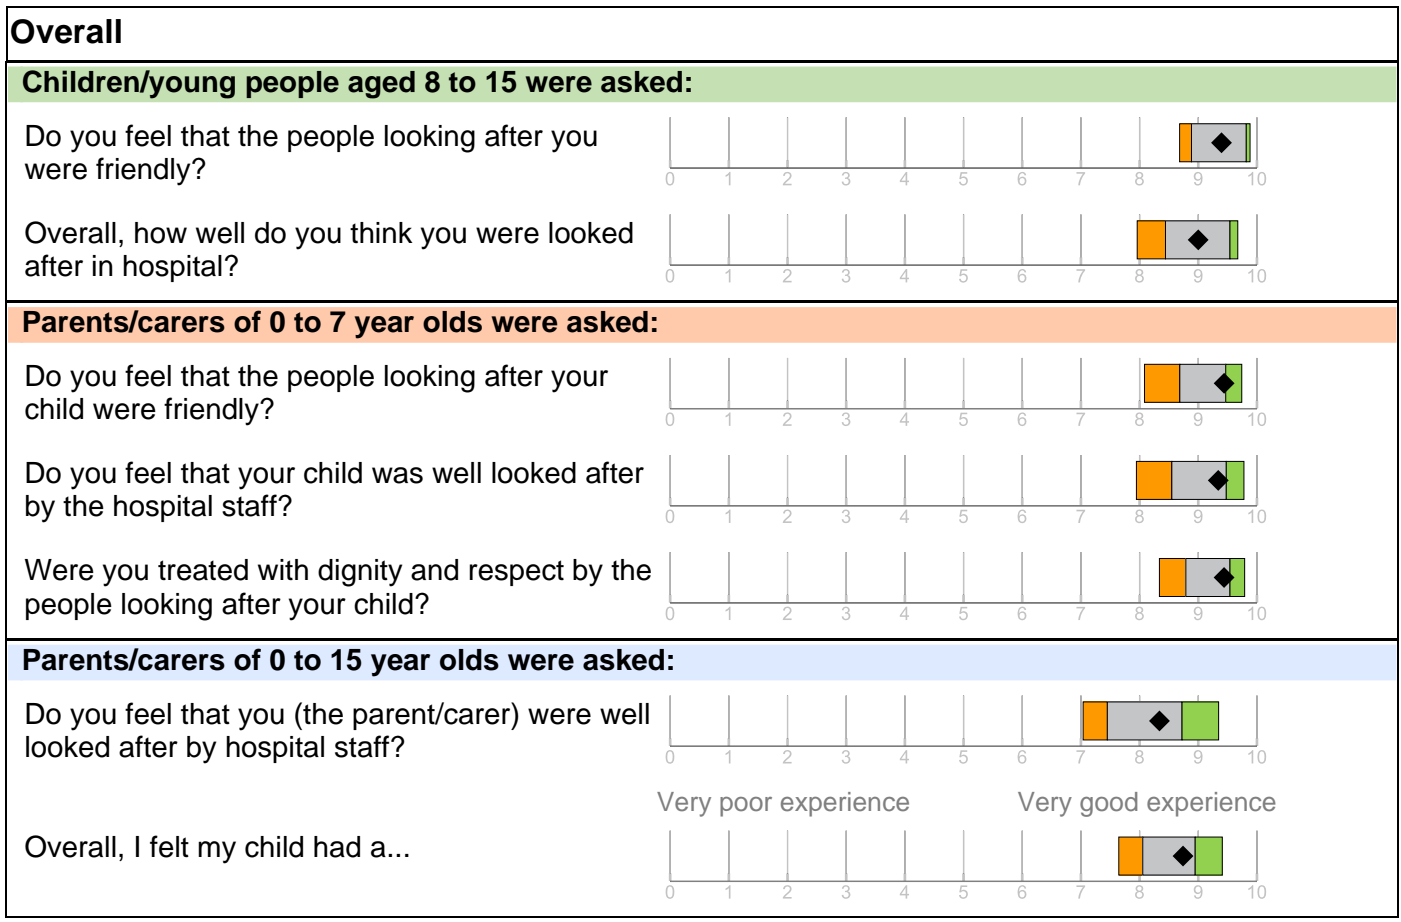 Overall
Children/young people aged 8 to 15 were asked:
Do you feel that the people looking after you
were friendly?
0 1 2 3 4 5 6 7 8 9 10
Overall, how well do you think you were looked
after in hospital?
0 1 2 3 4 5 6 7 8 9 10
Parents/carers of 0 to 7 year olds were asked:
Do you feel that the people looking after your
child were friendly?
0 1 2 3 4 5 6 7 8 9 10
Do you feel that your child was well looked after
by the hospital staff?
0 1 2 3 4 5 6 7 8 9 10
Were you treated with dignity and respect by the
people looking after your child?
0 1 2 3 4 5 6 7 8 9 10
Parents/carers of 0 to 15 year olds were asked:
Do you feel that you (the parent/carer) were well
looked after by hospital staff?
0 1 2 3 4 5 6 7 8 9 10
Very poor experience Very good experience
Overall, I felt my child had a...
0 1 2 3 4 5 6 7 8 9 10